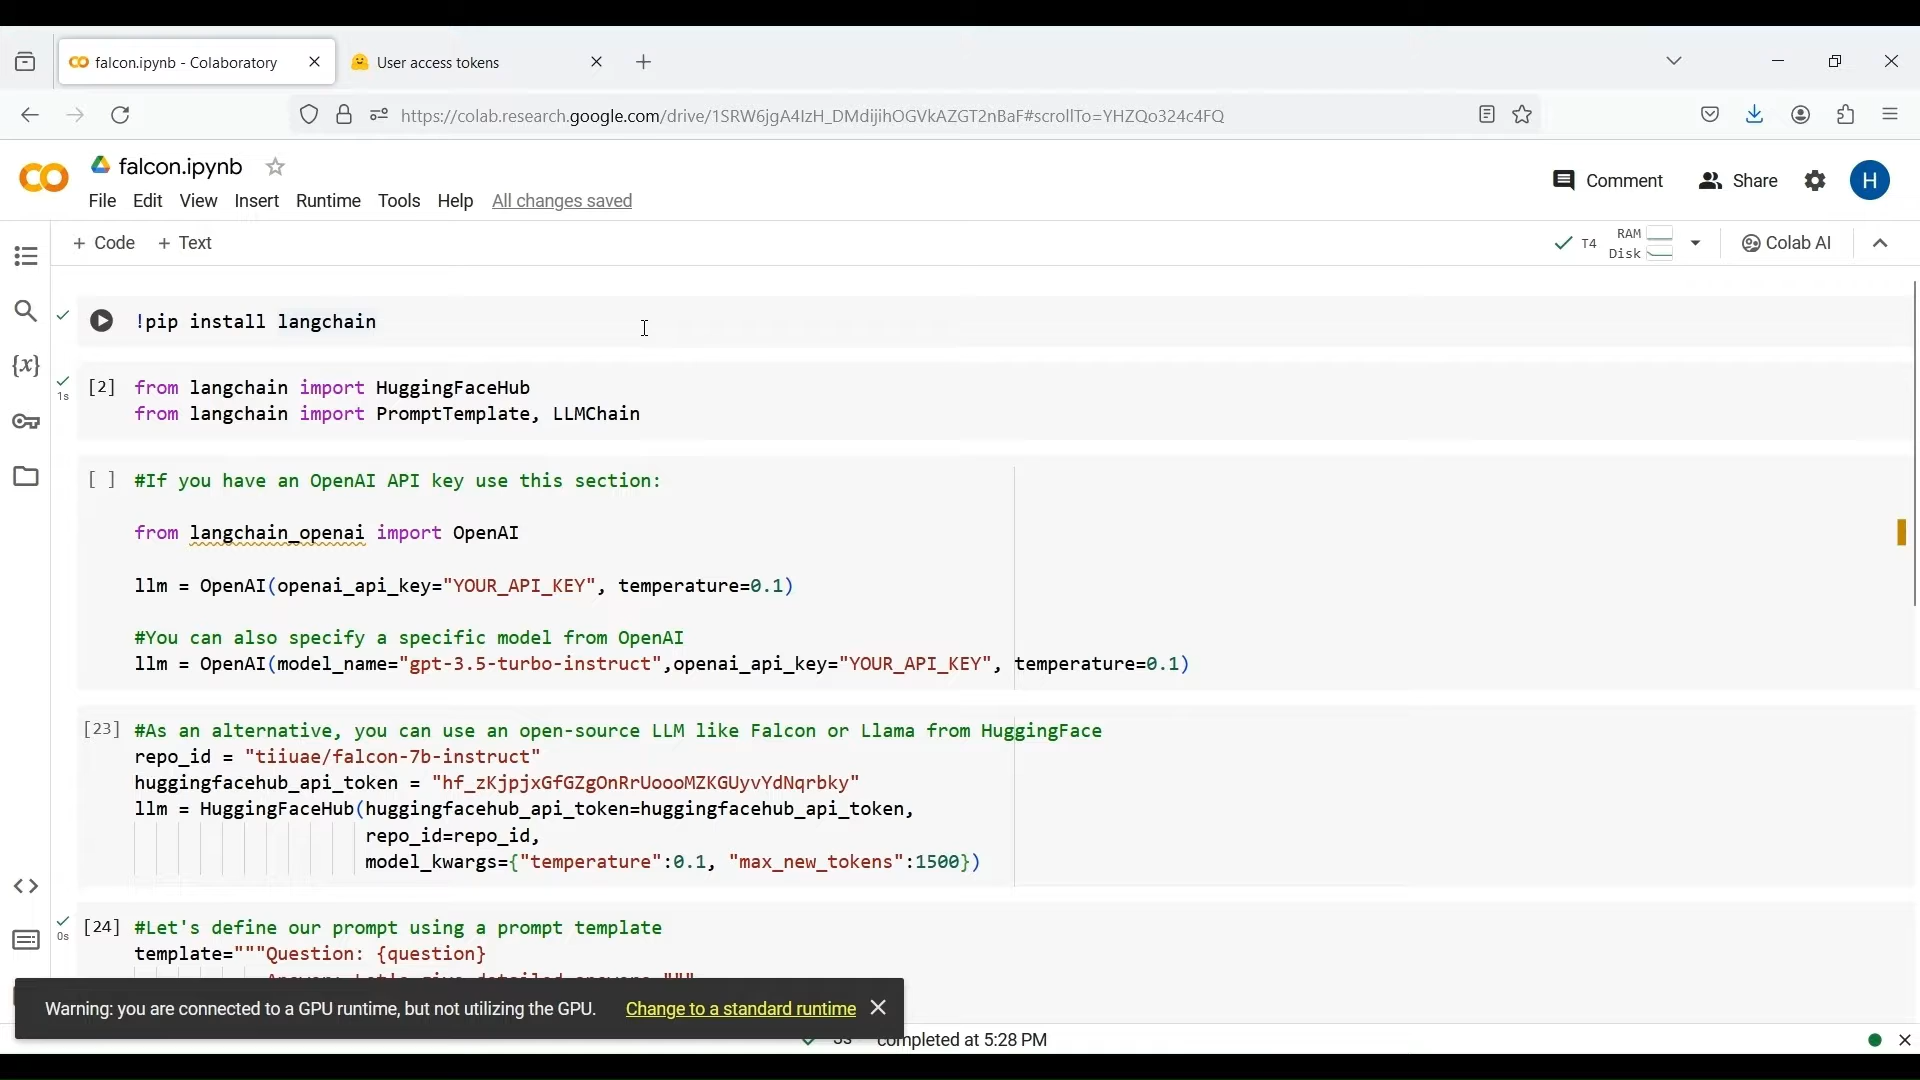 falcon.ipynb - Colaboratory
User access tokens
https://colab.research.google.com/drive/1SRW6jgA4IzH_DMdijihOGVkAZGT2nBaF#scrollTo=YHZQo324c4FQ
falcon.ipynb
Comment
Share
H
File Edit View Insert Runtime Tools Help All changes saved
+ Code + Text
T4
RAM
Disk
Colab AI
!pip install langchain
[2] from langchain import HuggingFaceHub
1s
from langchain import PromptTemplate, LLMChain
[ ] #If you have an OpenAI API key use this section:
from langchain_openai import OpenAI
llm = OpenAI(openai_api_key="YOUR_API_KEY", temperature=0.1)
#You can also specify a specific model from OpenAI
llm = OpenAI(model_name="gpt-3.5-turbo-instruct",openai_api_key="YOUR_API_KEY", temperature=0.1)
[23] #As an alternative, you can use an open-source LLM like Falcon or Llama from HuggingFace
repo_id = "tiiuae/falcon-7b-instruct"
huggingfacehub_api_token = "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"
llm = HuggingFaceHub(huggingfacehub_api_token=huggingfacehub_api_token,
repo_id=repo_id,
model_kwargs={"temperature":0.1, "max_new_tokens":1500})
[24] #Let's define our prompt using a prompt template
0s
template="""Question: {question}
Warning: you are connected to a GPU runtime, but not utilizing the GPU. Change to a standard runtime
completed at 5:28 PM